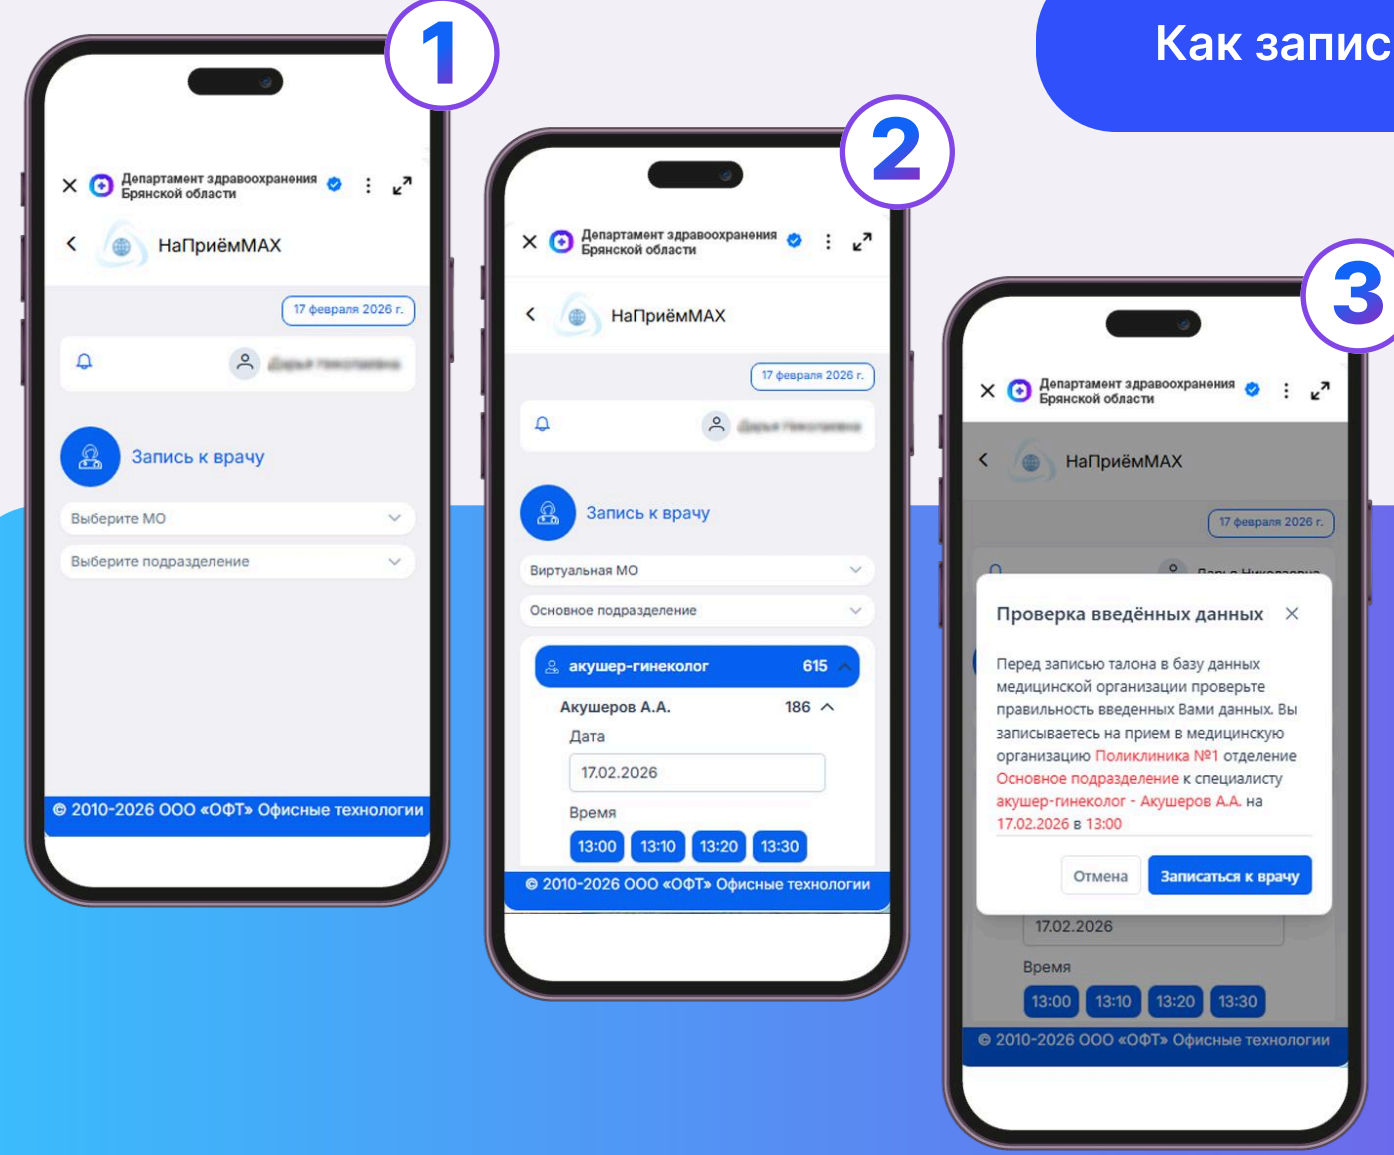 Как запис
1
Департамент здравоохранения
Брянской области
НаПриёмМАХ
17 февраля 2026 г.
Запись к врачу
Выберите МО
Выберите подразделение
© 2010-2026 ООО «ОФТ» Офисные технологии
2
Департамент здравоохранения
Брянской области
НаПриёмМАХ
17 февраля 2026 г.
Запись к врачу
Виртуальная МО
Основное подразделение
акушер-гинеколог 615
Акушеров А.А. 186
Дата
17.02.2026
Время
13:00 13:10 13:20 13:30
© 2010-2026 ООО «ОФТ» Офисные технологии
3
Департамент здравоохранения
Брянской области
НаПриёмМАХ
17 февраля 2026 г.
Дарья Николаевна
Проверка введённых данных
Перед записью талона в базу данных
медицинской организации проверьте
правильность введенных Вами данных. Вы
записываетесь на прием в медицинскую
организацию Поликлиника №1 отделение
Основное подразделение к специалисту
акушер-гинеколог - Акушеров А.А. на
17.02.2026 в 13:00
Отмена Записаться к врачу
17.02.2026
Время
13:00 13:10 13:20 13:30
© 2010-2026 ООО «ОФТ» Офисные технологии